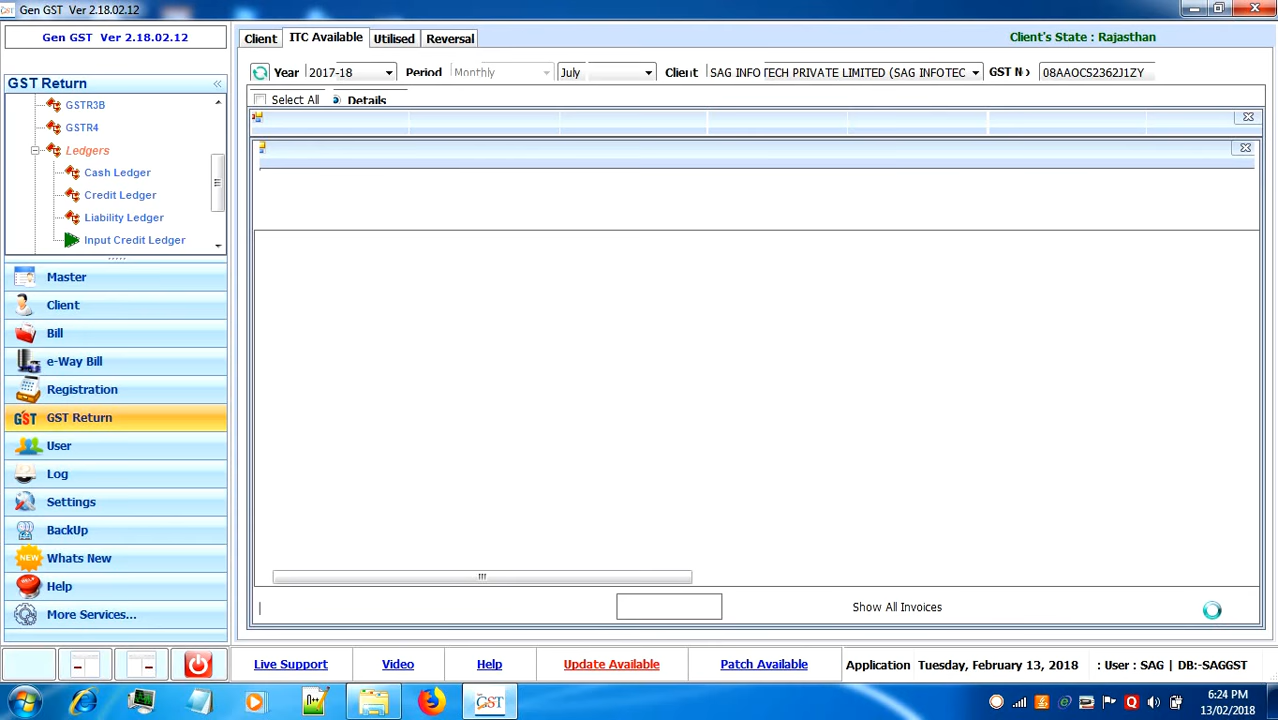 Gen GST Ver 2.18.02.12
Gen GST Ver 2.18.02.12
GST Return
GSTR3B
GSTR4
Ledgers
Cash Ledger
Credit Ledger
Liability Ledger
Input Credit Ledger
Master
Client
Bill
e-Way Bill
Registration
GST Return
User
Log
Settings
BackUp
Whats New
Help
More Services...
Client ITC Available Utilised Reversal
Client's State : Rajasthan
Year 2017-18 Period Monthly July Client SAG INFO TECH PRIVATE LIMITED (SAG INFOTEC GST No 08AAOCS2362J1ZY
Select All Details
Show All Invoices
Live Support Video Help Update Available Patch Available Application Tuesday, February 13, 2018 : User : SAG | DB:-SAGGST
6:24 PM
13/02/2018